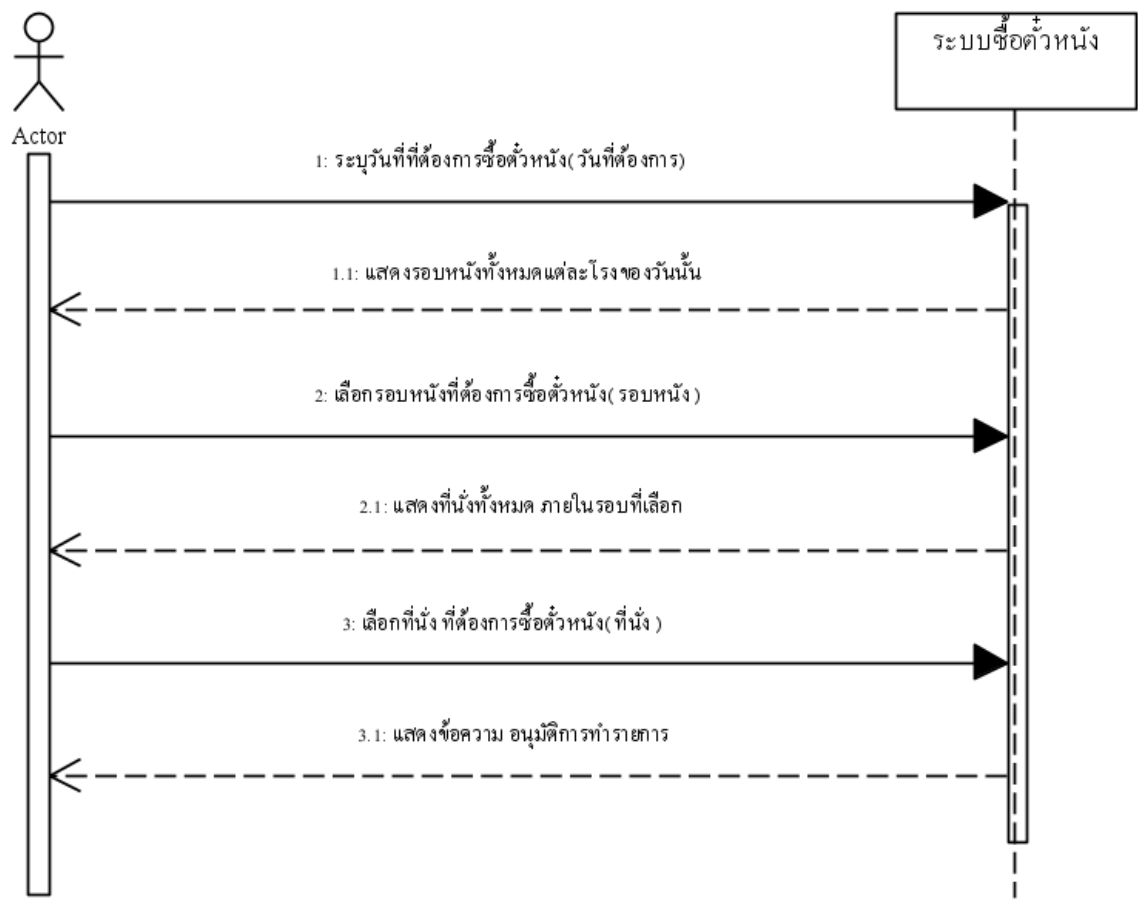 ระบบซื้อตั๋วหนัง
Actor
1: ระบุวันที่ที่ต้องการซื้อตั๋วหนัง(วันที่ต้องการ)
1.1: แสดงรอบหนังทั้งหมดแต่ละโรงของวันนั้น
2: เลือกรอบหนังที่ต้องการซื้อตั๋วหนัง(รอบหนัง)
2.1: แสดงที่นั่งทั้งหมด ภายในรอบที่เลือก
3: เลือกที่นั่ง ที่ต้องการซื้อตั๋วหนัง(ที่นั่ง)
3.1: แสดงข้อความ อนุมัติการทำรายการ